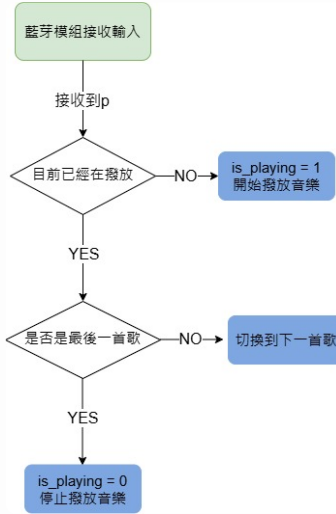 藍芽模組接收輸入
接收到p
目前已經在撥放
NO
is_playing = 1
開始撥放音樂
YES
是否是最後一首歌
NO
切換到下一首歌
YES
is_playing = 0
停止撥放音樂